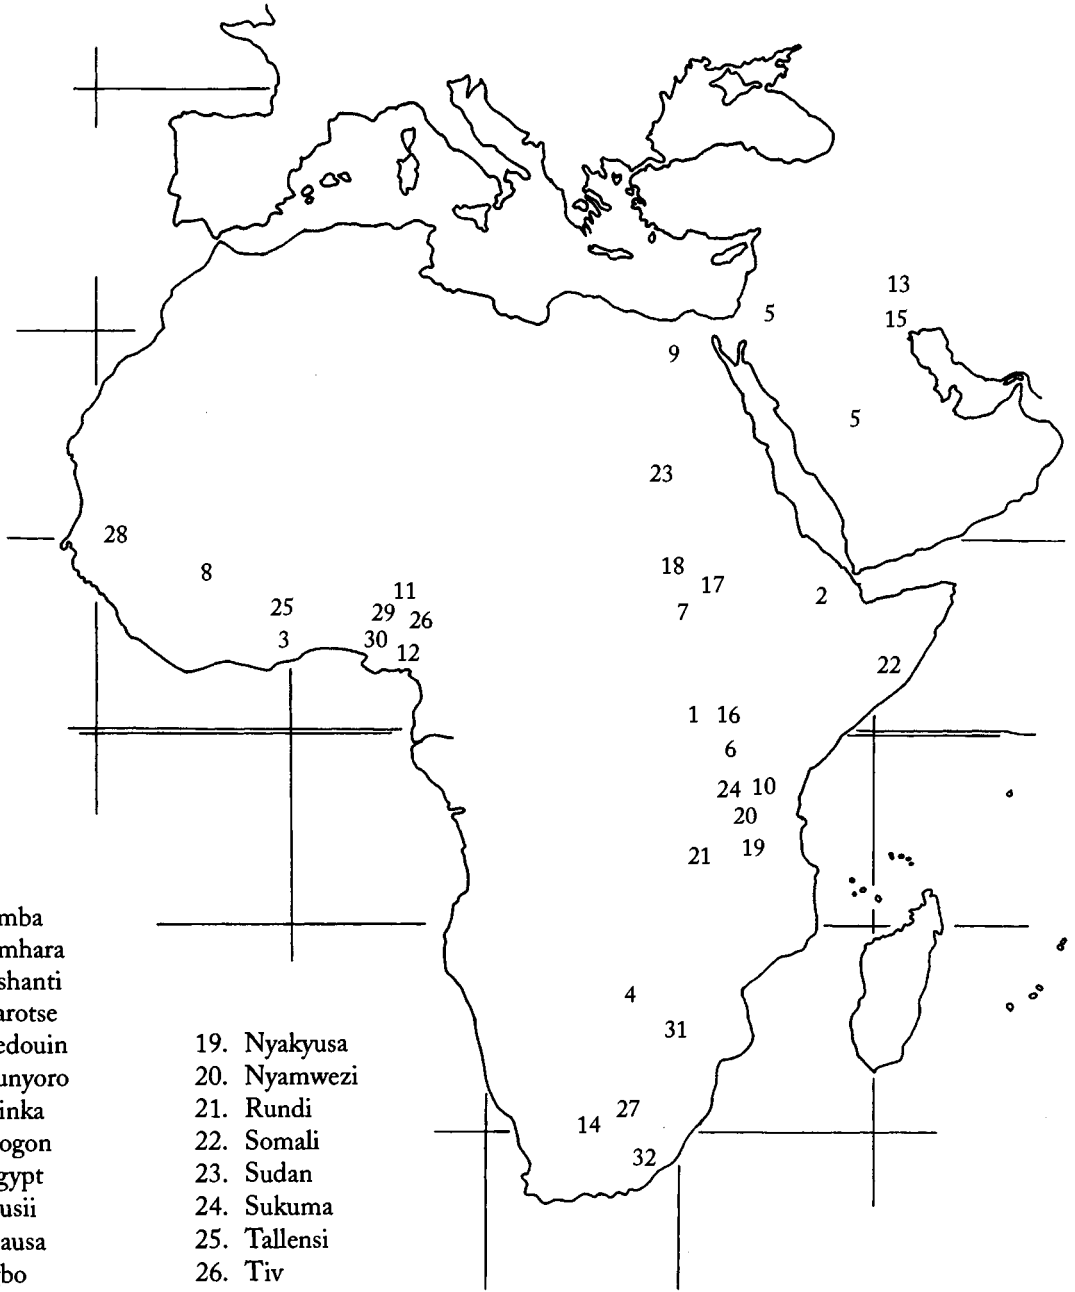 13
5
15
9
5
23
28
18
8
17
11
2
25
29
26
7
3
30
12
22
1
16
6
24
10
20
21
19
4
31
27
14
32
mba
mhara
shanti
arotse
edouin
unyoro
inka
ogon
gypt
usii
ausa
bo
19. Nyakyusa
20. Nyamwezi
21. Rundi
22. Somali
23. Sudan
24. Sukuma
25. Tallensi
26. Tiv